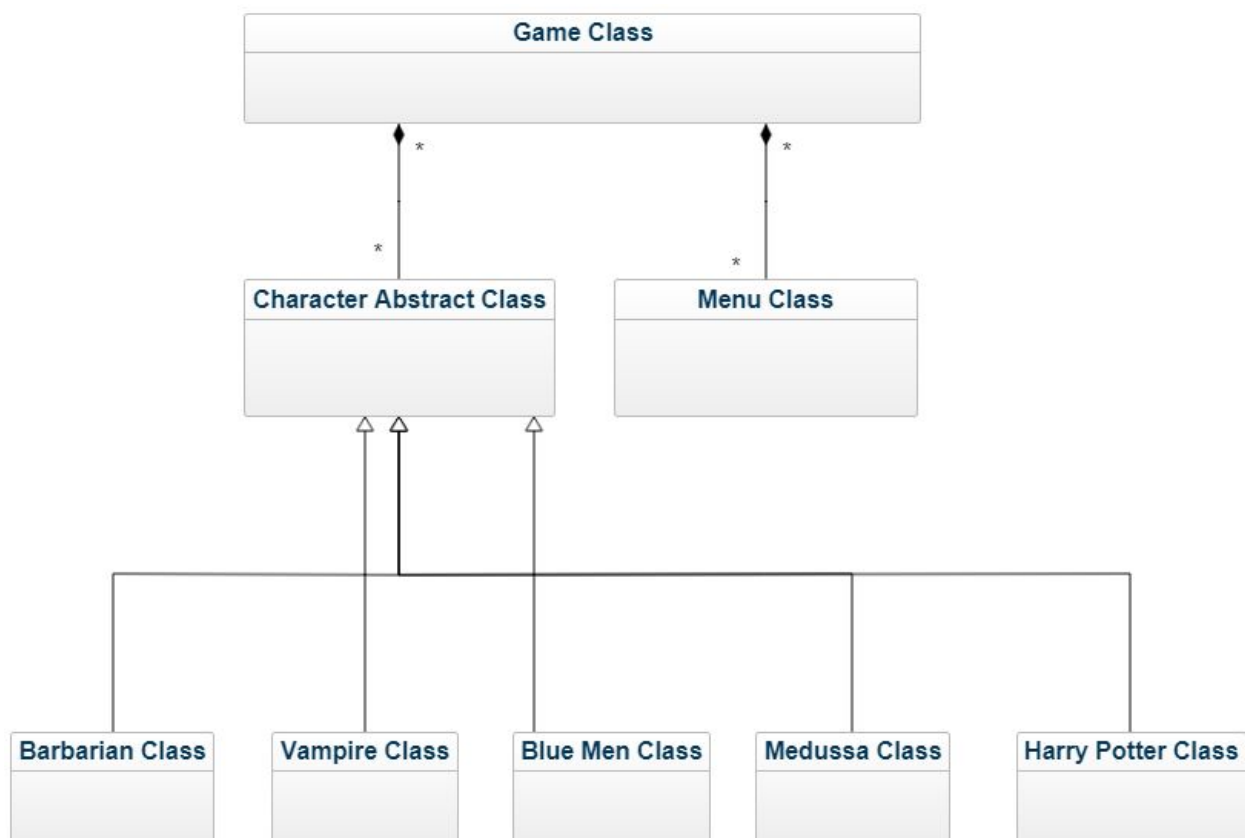 Game Class
*
*
*
*
Character Abstract Class
Menu Class
Barbarian Class
Vampire Class
Blue Men Class
Medussa Class
Harry Potter Class